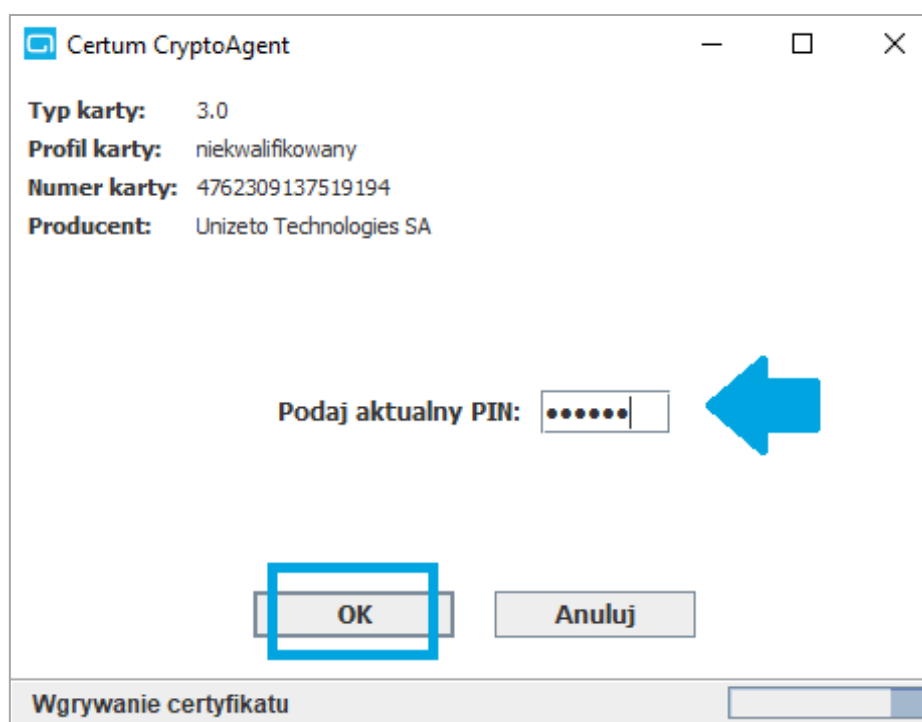 Certum CryptoAgent
Typ karty: 3.0
Profil karty: niekwalifikowany
Numer karty: 4762309137519194
Producent: Unizeto Technologies SA
Podaj aktualny PIN: ••••••
OK Anuluj
Wgrywanie certyfikatu